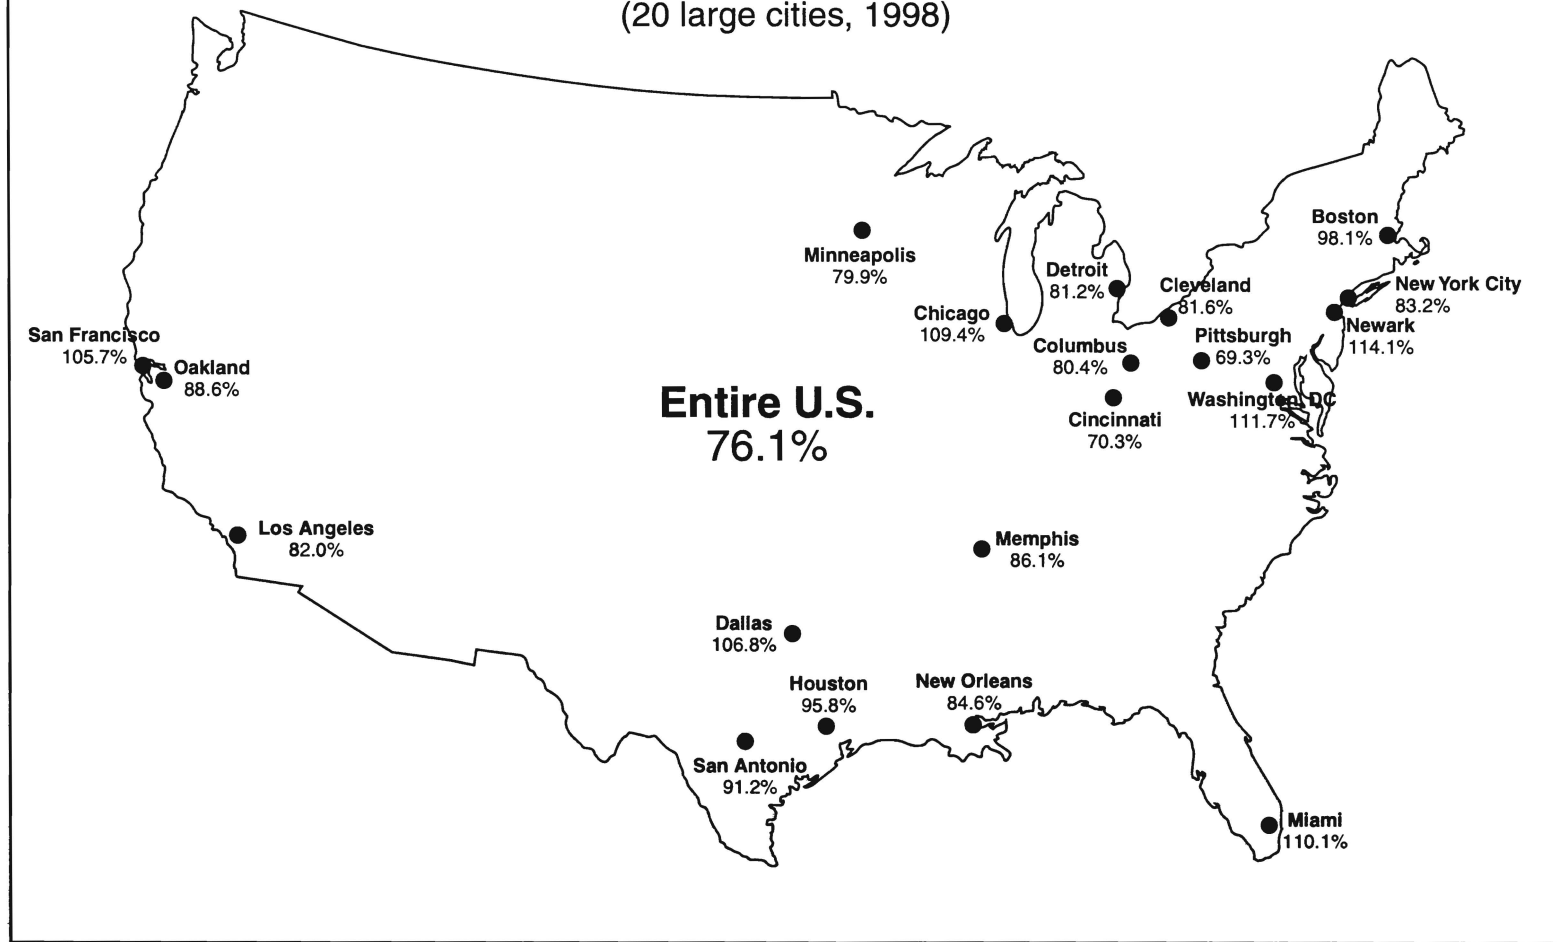 (20 large cities, 1998)
Boston
98.1%
Minneapolis
79.9%
Detroit
81.2%
Cleveland
81.6%
New York City
83.2%
Chicago
109.4%
Newark
114.1%
San Francisco
105.7%
Pittsburgh
69.3%
Columbus
80.4%
Oakland
88.6%
Entire U.S.
76.1%
Washington, DC
111.7%
Cincinnati
70.3%
Los Angeles
82.0%
Memphis
86.1%
Dallas
106.8%
Houston
95.8%
New Orleans
84.6%
San Antonio
91.2%
Miami
110.1%